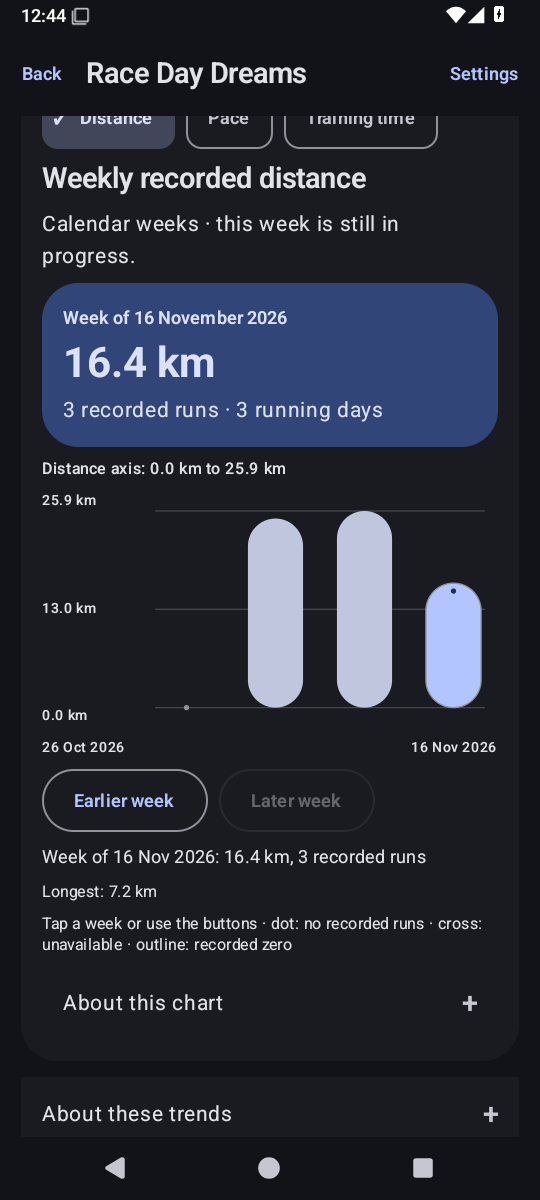 12:44
Back Race Day Dreams Settings
✓ Distance Pace Training time
Weekly recorded distance
Calendar weeks · this week is still in
progress.
Week of 16 November 2026
16.4 km
3 recorded runs · 3 running days
Distance axis: 0.0 km to 25.9 km
25.9 km
13.0 km
0.0 km
26 Oct 2026 16 Nov 2026
Earlier week Later week
Week of 16 Nov 2026: 16.4 km, 3 recorded runs
Longest: 7.2 km
Tap a week or use the buttons · dot: no recorded runs · cross:
unavailable · outline: recorded zero
About this chart +
About these trends +